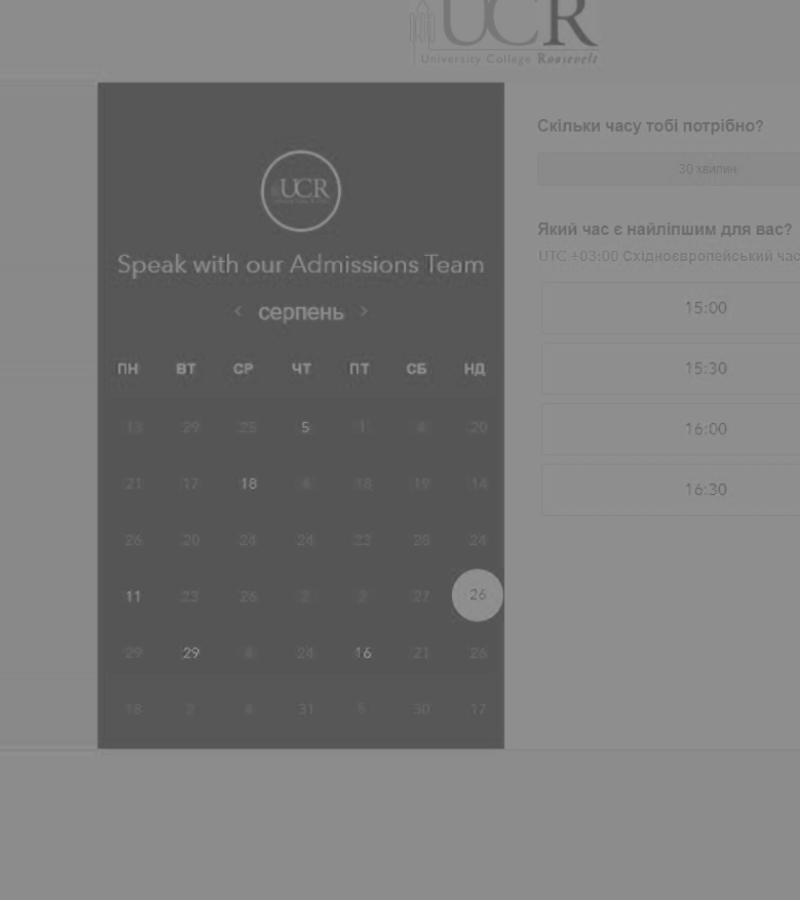 UCR
University College Roosevelt
UCR
Speak with our Admissions Team
< серпень >
ПН ВТ СР ЧТ ПТ СБ НД
13 29 25 5 1 4 20
21 17 18 4 18 19 14
26 20 24 24 23 28 24
11 23 26 2 2 27 26
29 29 4 24 16 21 26
18 2 4 31 5 30 17
Скільки часу тобі потрібно?
30 хвилин
Який час є найліпшим для вас?
UTC +03:00 Східноєвропейський час
15:00
15:30
16:00
16:30